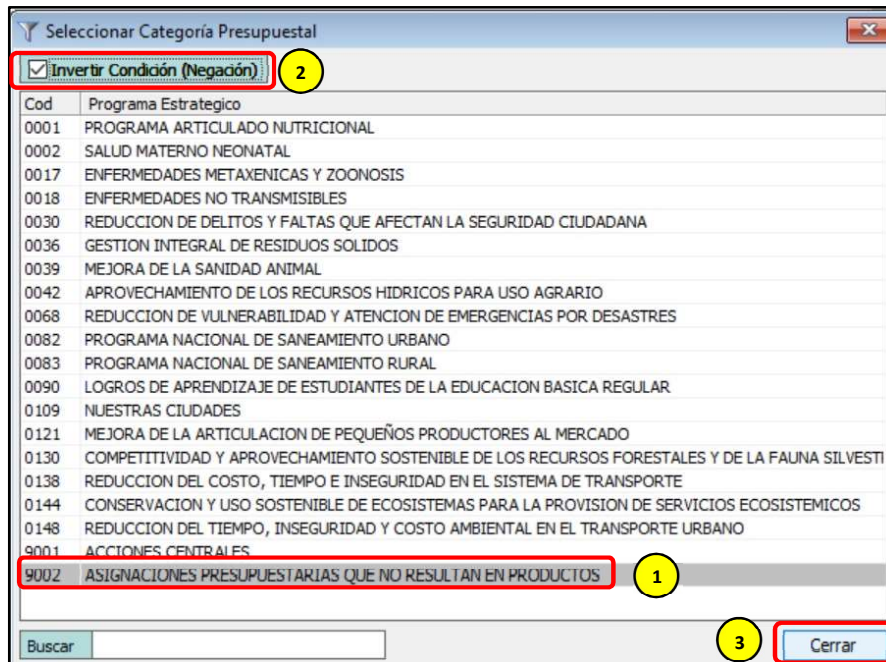 Seleccionar Categoría Presupuestal
Invertir Condición (Negación) 2
Cod Programa Estrategico
0001 PROGRAMA ARTICULADO NUTRICIONAL
0002 SALUD MATERNO NEONATAL
0017 ENFERMEDADES METAXENICAS Y ZOONOSIS
0018 ENFERMEDADES NO TRANSMISIBLES
0030 REDUCCION DE DELITOS Y FALTAS QUE AFECTAN LA SEGURIDAD CIUDADANA
0036 GESTION INTEGRAL DE RESIDUOS SOLIDOS
0039 MEJORA DE LA SANIDAD ANIMAL
0042 APROVECHAMIENTO DE LOS RECURSOS HIDRICOS PARA USO AGRARIO
0068 REDUCCION DE VULNERABILIDAD Y ATENCION DE EMERGENCIAS POR DESASTRES
0082 PROGRAMA NACIONAL DE SANEAMIENTO URBANO
0083 PROGRAMA NACIONAL DE SANEAMIENTO RURAL
0090 LOGROS DE APRENDIZAJE DE ESTUDIANTES DE LA EDUCACION BASICA REGULAR
0109 NUESTRAS CIUDADES
0121 MEJORA DE LA ARTICULACION DE PEQUEÑOS PRODUCTORES AL MERCADO
0130 COMPETITIVIDAD Y APROVECHAMIENTO SOSTENIBLE DE LOS RECURSOS FORESTALES Y DE LA FAUNA SILVESTI
0138 REDUCCION DEL COSTO, TIEMPO E INSEGURIDAD EN EL SISTEMA DE TRANSPORTE
0144 CONSERVACION Y USO SOSTENIBLE DE ECOSISTEMAS PARA LA PROVISION DE SERVICIOS ECOSISTEMICOS
0148 REDUCCION DEL TIEMPO, INSEGURIDAD Y COSTO AMBIENTAL EN EL TRANSPORTE URBANO
9001 ACCIONES CENTRALES
9002 ASIGNACIONES PRESUPUESTARIAS QUE NO RESULTAN EN PRODUCTOS 1
Buscar 3 Cerrar